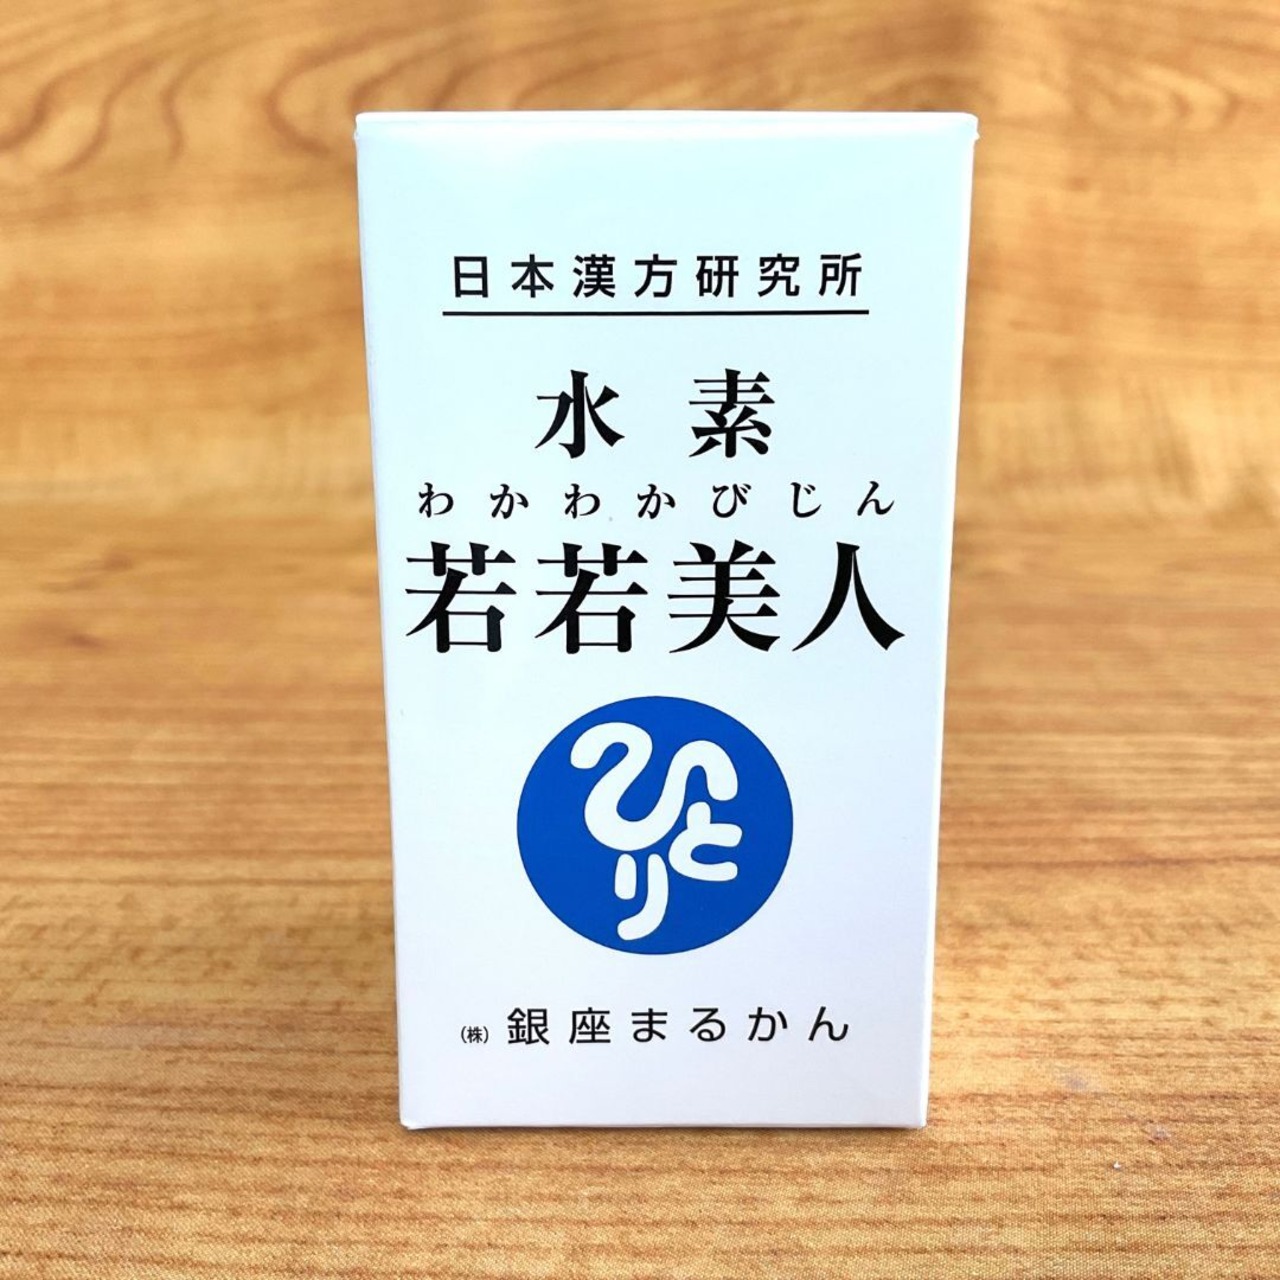 日本漢方研究所
水素
わかわかびじん
若若美人
ひとり
(株)銀座まるかん